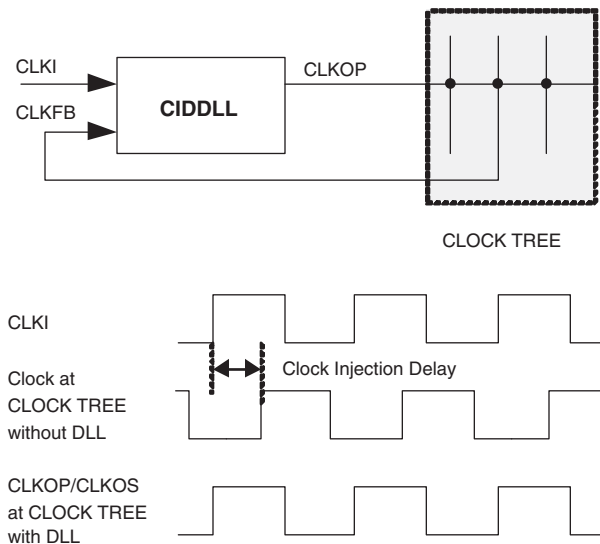 CLKI
CLKOP
CLKFB
CIDDLL
CLOCK TREE
CLKI
Clock Injection Delay
Clock at
CLOCK TREE
without DLL
CLKOP/CLKOS
at CLOCK TREE
with DLL